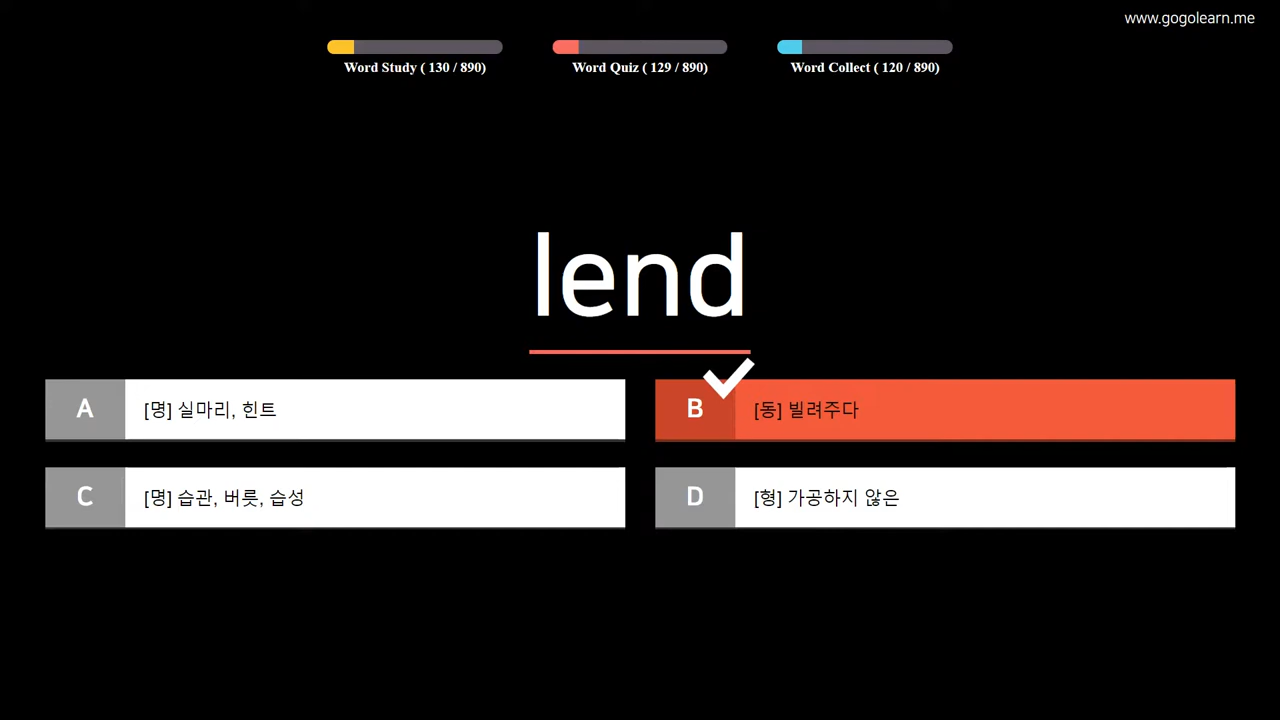 www.gogolearn.me
Word Study ( 130 / 890)
Word Quiz ( 129 / 890)
Word Collect ( 120 / 890)
lend
A [명] 실마리, 힌트
B [동] 빌려주다
C [명] 습관, 버릇, 습성
D [형] 가공하지 않은